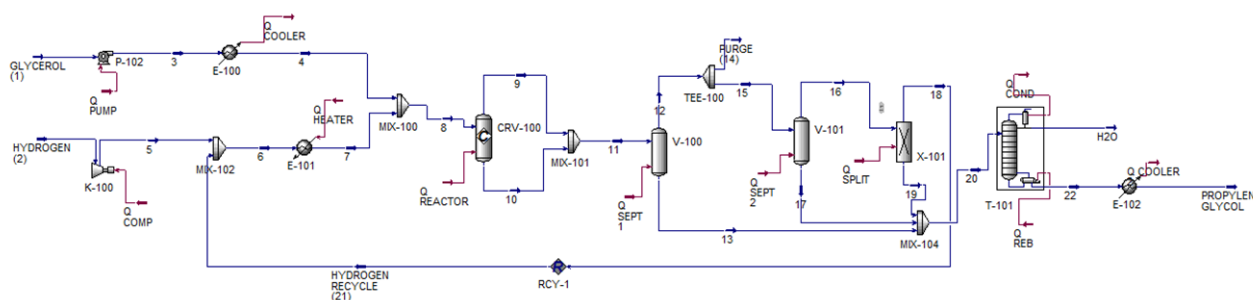 Q
COOLER
GLYCEROL
(1)
P-102
3
E-100
4
Q
PUMP
Q
HEATER
HYDROGEN
(2)
K-100
5
MIX-102
6
E-101
7
Q
COMP
MIX-100
8
9
CRV-100
Q
REACTOR
10
MIX-101
11
12
V-100
Q
SEPT
1
13
PURGE
(14)
TEE-100
15
16
V-101
Q
SEPT
2
17
18
X-101
Q
SPLIT
19
MIX-104
20
Q
COND
H2O
T-101
22
Q
REB
Q COOLER
E-102
PROPYLEN
GLYCOL
HYDROGEN
RECYCLE
(21)
R
RCY-1